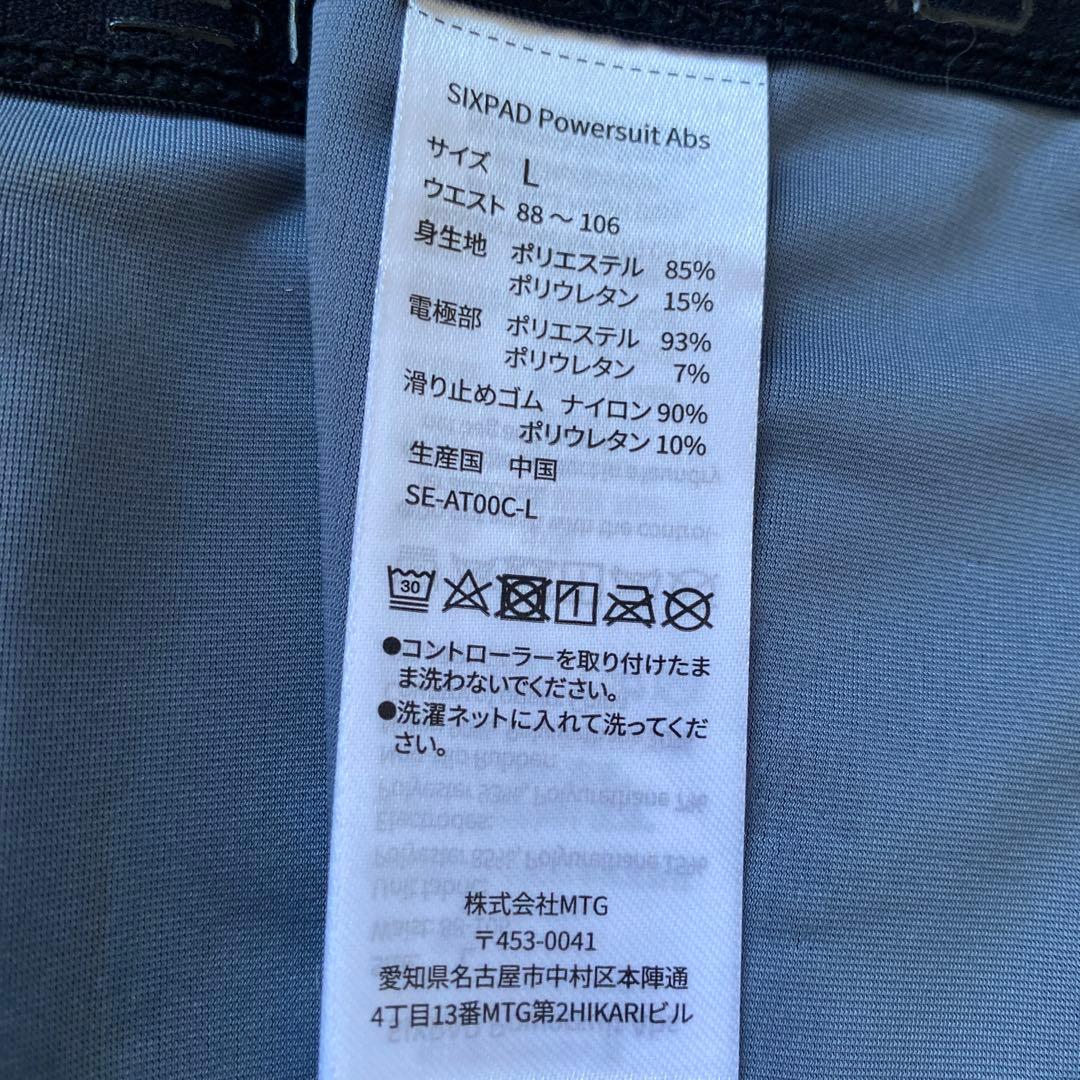 SIXPAD Powersuit Abs
サイズ L
ウエスト 88～106
身生地 ポリエステル 85%
ポリウレタン 15%
電極部 ポリエステル 93%
ポリウレタン 7%
滑り止めゴム ナイロン 90%
ポリウレタン 10%
生産国 中国
SE-AT00C-L
30
●コントローラーを取り付けたま
ま洗わないでください。
●洗濯ネットに入れて洗ってくだ
さい。
株式会社MTG
〒453-0041
愛知県名古屋市中村区本陣通
4丁目13番MTG第2HIKARIビル